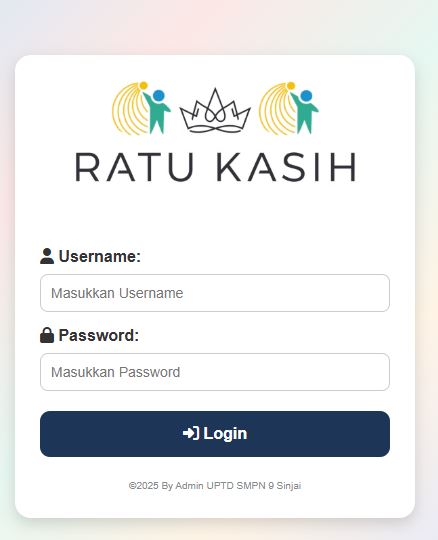 RATU KASIH
Username:
Masukkan Username
Password:
Masukkan Password
Login
©2025 By Admin UPTD SMPN 9 Sinjai